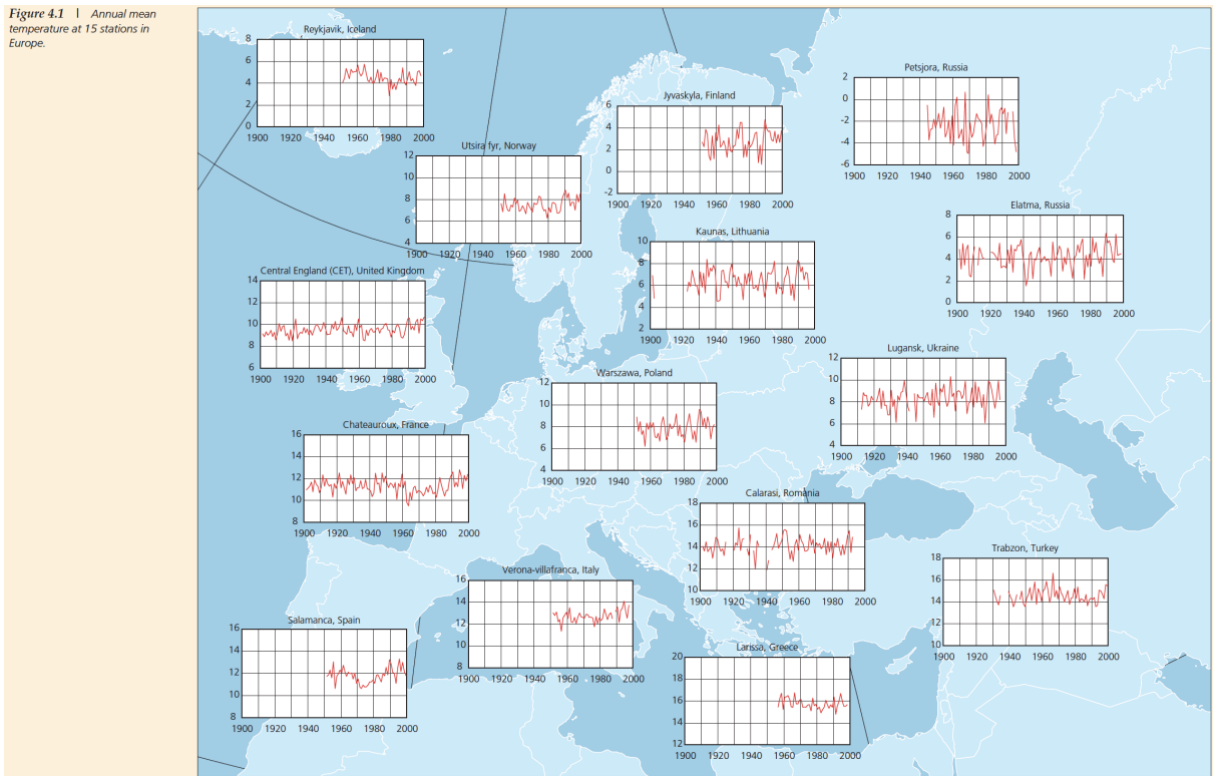 Figure 4.1 | Annual mean
temperature at 15 stations in
Europe.
Reykjavik, Iceland
8
6
4
2
0
1900 1920 1940 1960 1980 2000
Petsjora, Russia
2
0
-2
-4
-6
1900 1920 1940 1960 1980 2000
Jyvaskyla, Finland
6
4
2
0
-2
1900 1920 1940 1960 1980 2000
Utsira fyr, Norway
12
10
8
6
4
1900 1920 1940 1960 1980 2000
Elatma, Russia
8
6
4
2
0
1900 1920 1940 1960 1980 2000
Kaunas, Lithuania
10
8
6
4
2
1900 1920 1940 1960 1980 2000
Central England (CET), United Kingdom
14
12
10
8
6
1900 1920 1940 1960 1980 2000
Lugansk, Ukraine
12
10
8
6
4
1900 1920 1940 1960 1980 2000
Warszawa, Poland
12
10
8
6
4
1900 1920 1940 1960 1980 2000
Chateauroux, France
16
14
12
10
8
1900 1920 1940 1960 1980 2000
Calarasi, Romania
18
16
14
12
10
1900 1920 1940 1960 1980 2000
Trabzon, Turkey
18
16
14
12
10
1900 1920 1940 1960 1980 2000
Verona-villafranca, Italy
16
14
12
10
8
1900 1920 1940 1960 1980 2000
Salamanca, Spain
16
14
12
10
8
1900 1920 1940 1960 1980 2000
Larissa, Greece
20
18
16
14
12
1900 1920 1940 1960 1980 2000